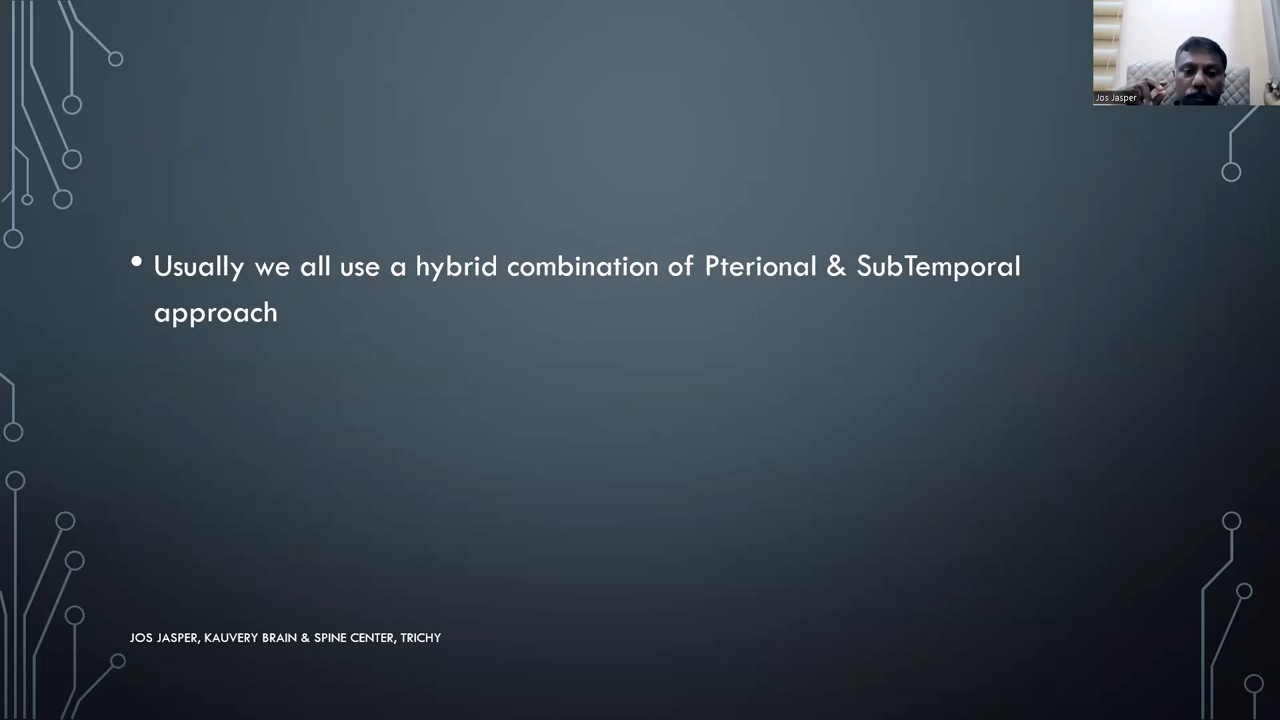 Jos Jasper
• Usually we all use a hybrid combination of Pterional & SubTemporal
approach
JOS JASPER, KAUVERY BRAIN & SPINE CENTER, TRICHY